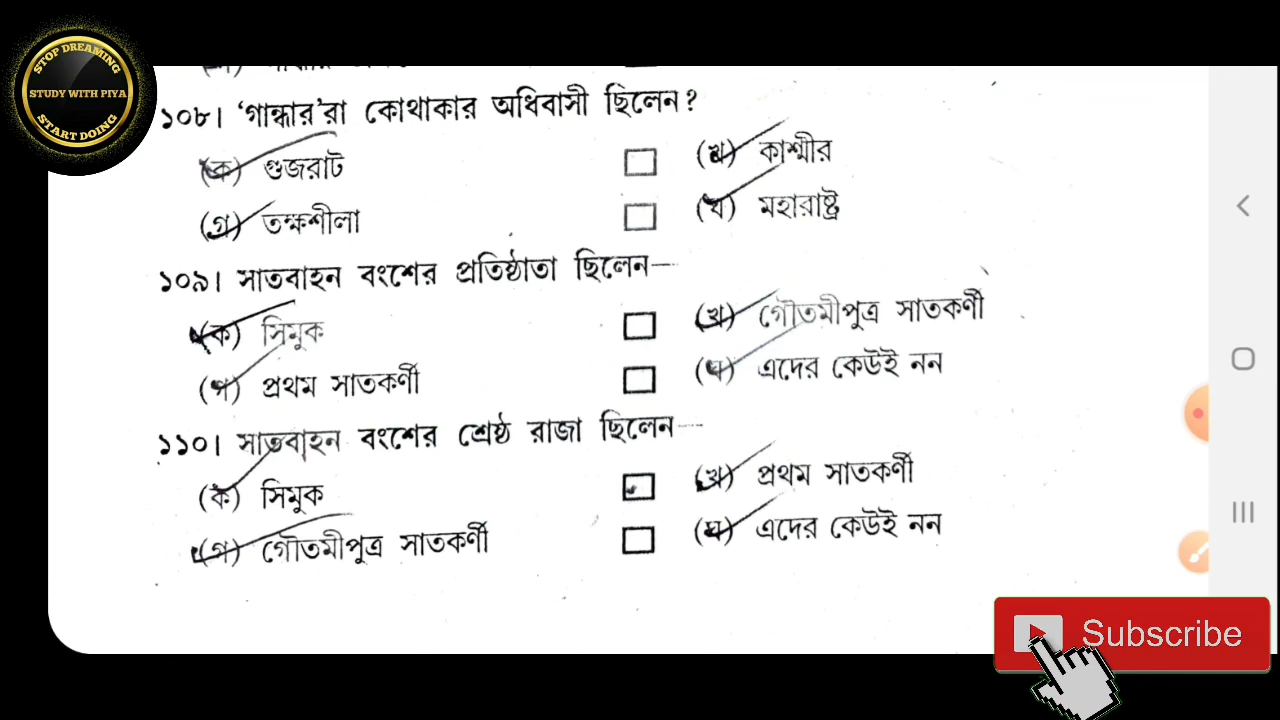 STOP DREAMING
STUDY WITH PIYA
START DOING
১০৮। ‘গান্ধার’রা কোথাকার অধিবাসী ছিলেন?
(ক) গুজরাট
(খ) কাশ্মীর
(গ) তক্ষশীলা
(ঘ) মহারাষ্ট্র
১০৯। সাতবাহন বংশের প্রতিষ্ঠাতা ছিলেন—
(ক) সিমুক
(খ) গৌতমীপুত্র সাতকর্ণী
(গ) প্রথম সাতকর্ণী
(ঘ) এদের কেউই নন
১১০। সাতবাহন বংশের শ্রেষ্ঠ রাজা ছিলেন—
(ক) সিমুক
(খ) প্রথম সাতকর্ণী
(গ) গৌতমীপুত্র সাতকর্ণী
(ঘ) এদের কেউই নন
Subscribe